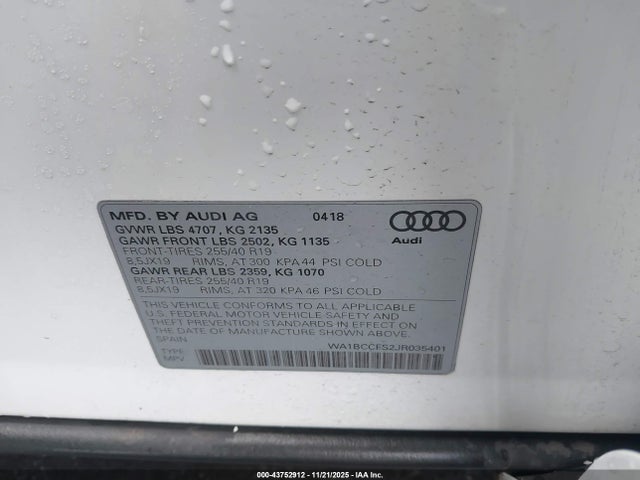 MFD. BY AUDI AG 0418
GVWR LBS 4707, KG 2135
GAWR FRONT LBS 2502, KG 1135
FRONT-TIRES 255/40 R19
8,5JX19 RIMS, AT 300 KPA 44 PSI COLD
GAWR REAR LBS 2359, KG 1070
REAR-TIRES 255/40 R19
8,5JX19 RIMS, AT 320 KPA 46 PSI COLD
Audi
THIS VEHICLE CONFORMS TO ALL APPLICABLE
U.S. FEDERAL MOTOR VEHICLE SAFETY AND
THEFT PREVENTION STANDARDS IN EFFECT ON
THE DATE OF MANUFACTURE SHOWN ABOVE.
SPAIN
WA1BCCFS2JR035401
TYPE
MPV
000-43752912 - 11/21/2025 - IAA Inc.